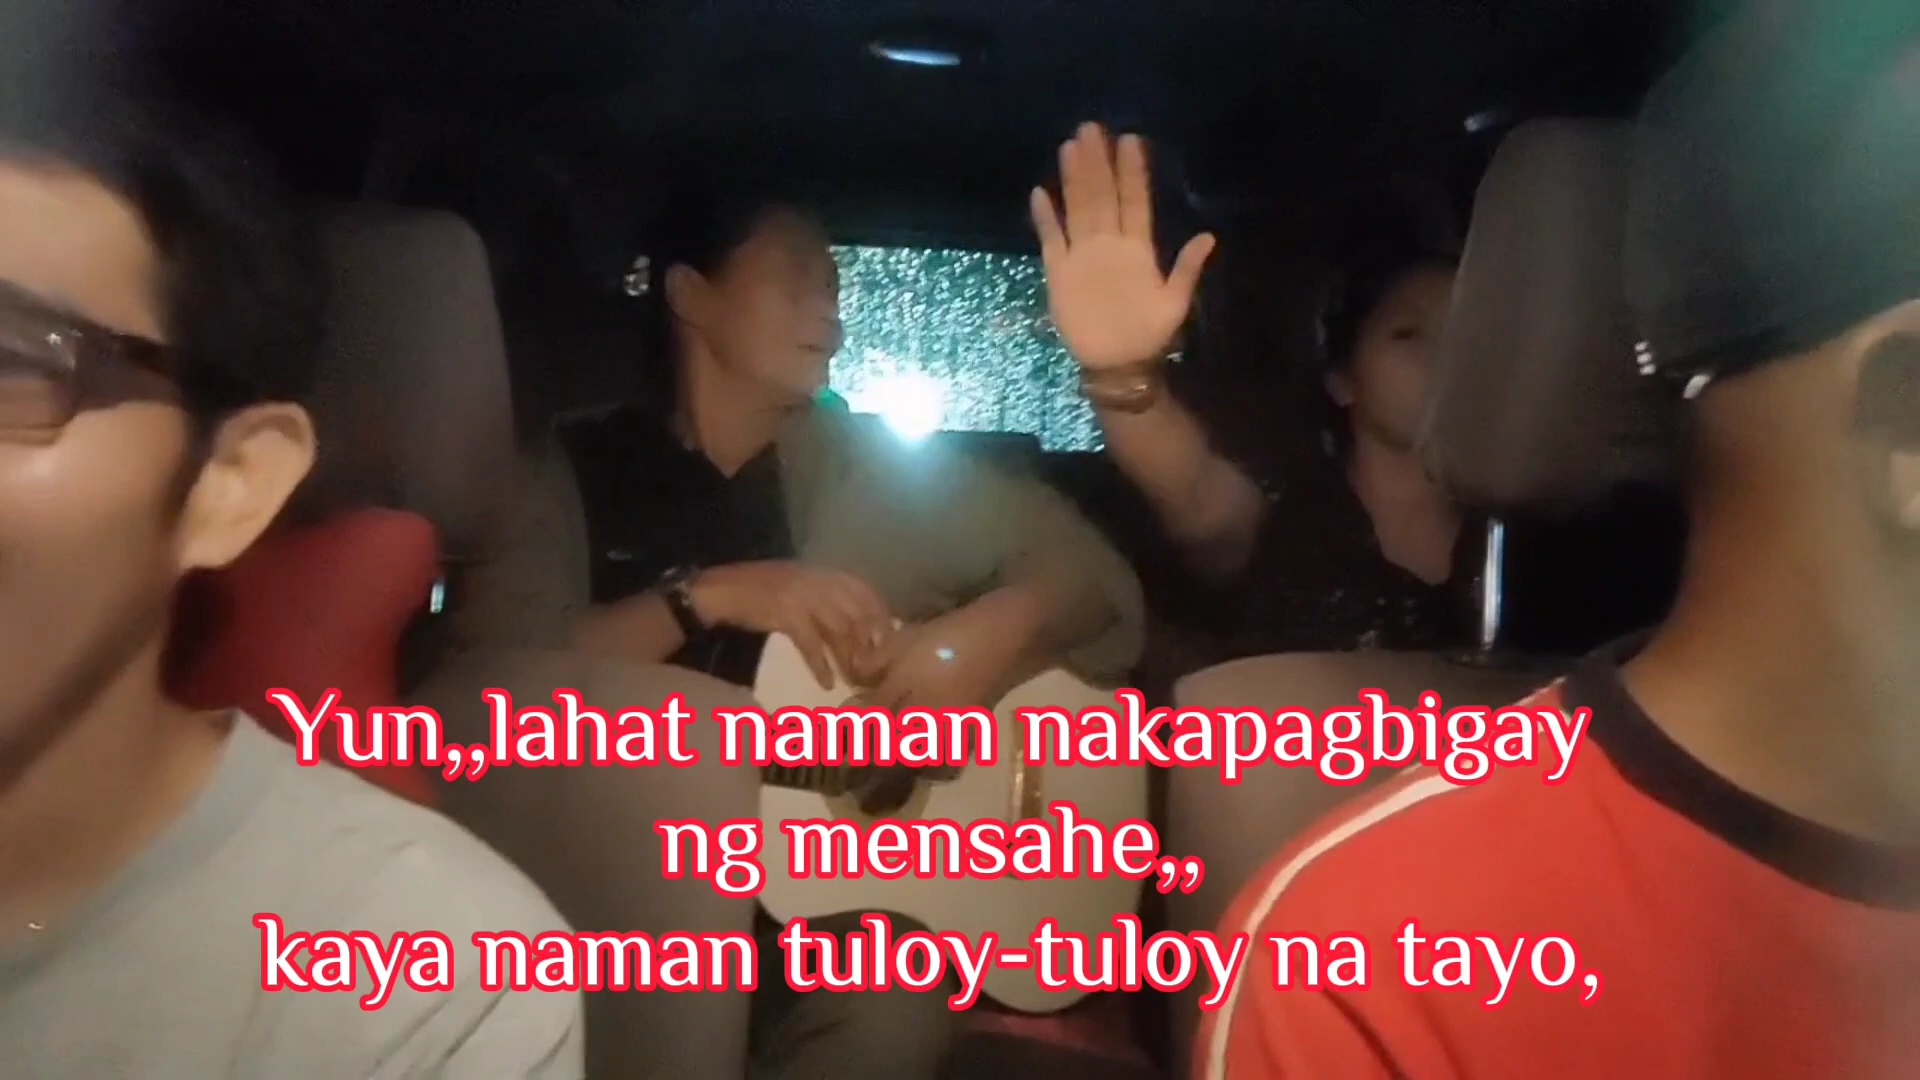 Yun,,lahat naman nakapagbigay
ng mensahe,,
kaya naman tuloy-tuloy na tayo,